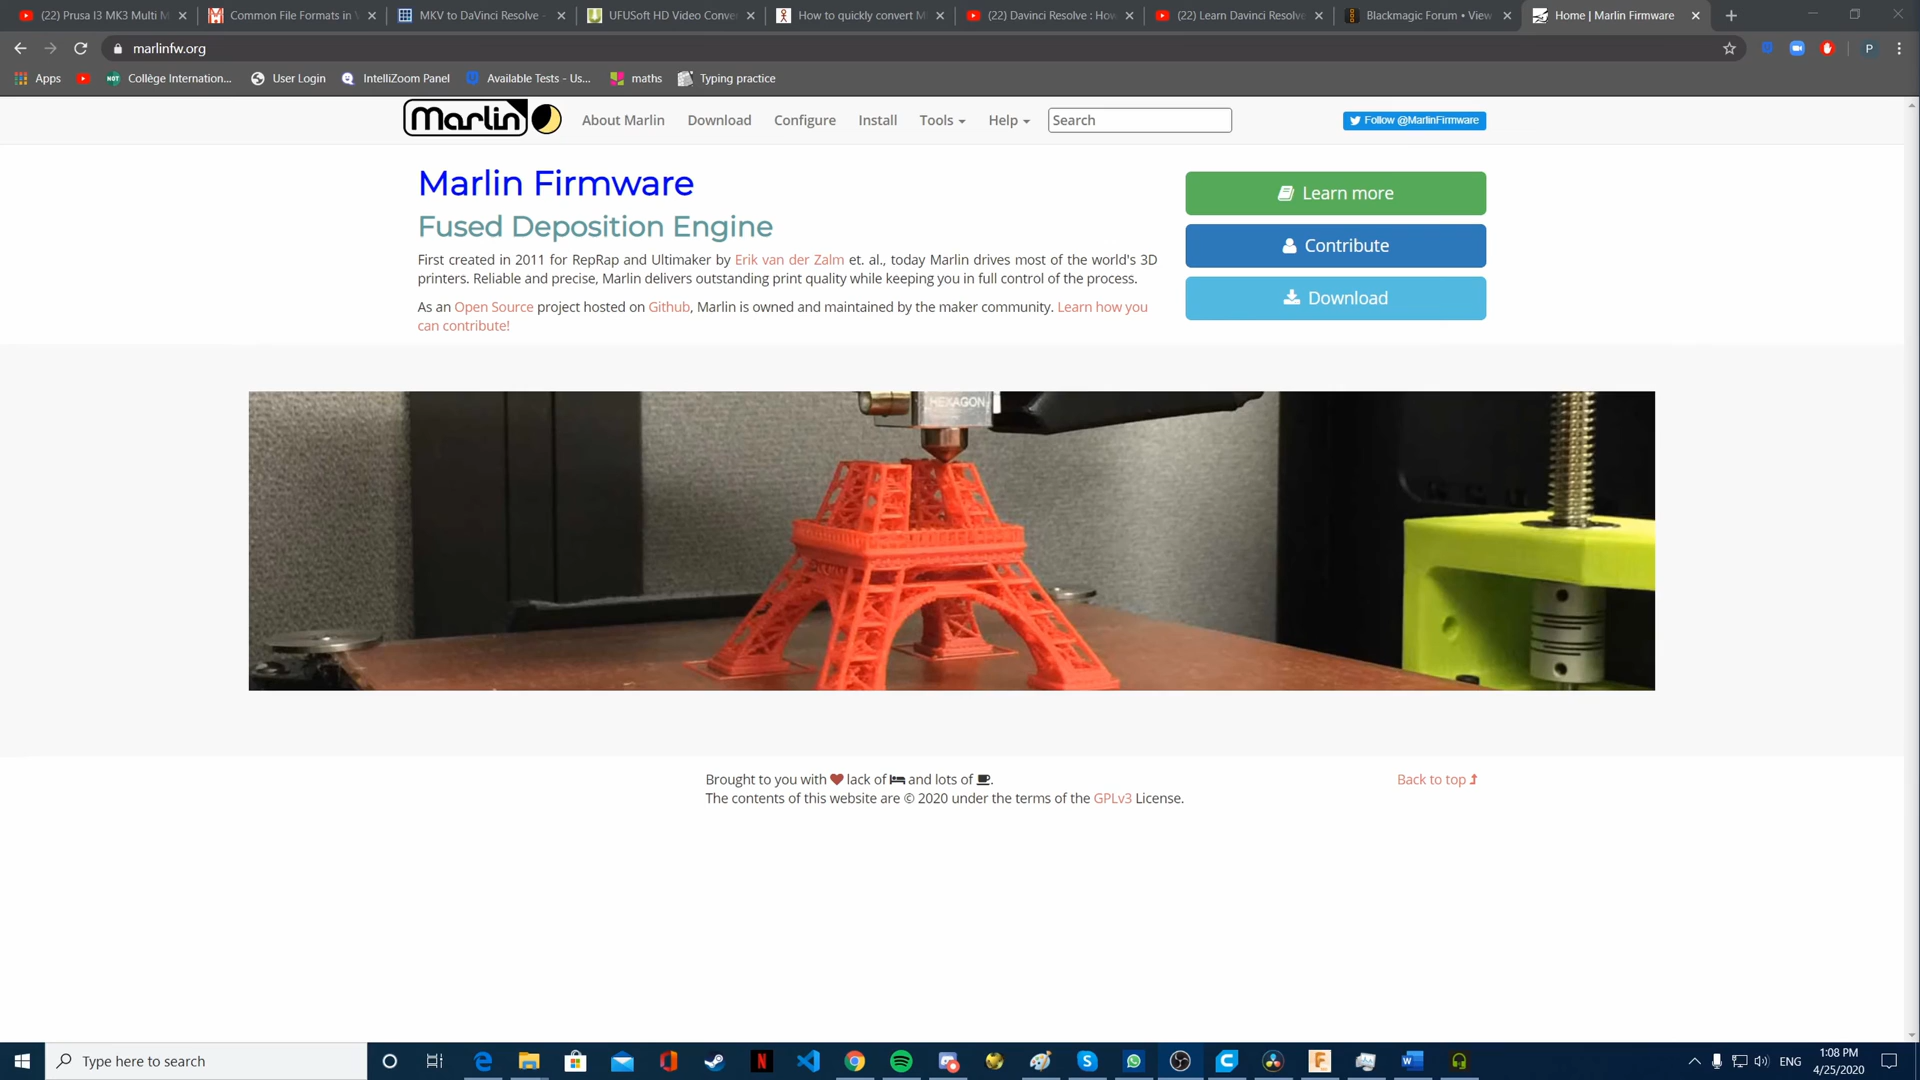 (22) Prusa I3 MK3 Multi M
Common File Formats in V
MKV to DaVinci Resolve -
UFUSoft HD Video Conver
How to quickly convert M
(22) Davinci Resolve : How
(22) Learn Davinci Resolve
Blackmagic Forum • View
Home | Marlin Firmware
marlinfw.org
P
Apps
NOT
Collège Internation...
User Login
IntelliZoom Panel
Available Tests - Us...
maths
Typing practice
Marlin
About Marlin
Download
Configure
Install
Tools
Help
Search
Follow @MarlinFirmware
Marlin Firmware
Fused Deposition Engine
First created in 2011 for RepRap and Ultimaker by Erik van der Zalm et. al., today Marlin drives most of the world's 3D
printers. Reliable and precise, Marlin delivers outstanding print quality while keeping you in full control of the process.
As an Open Source project hosted on Github, Marlin is owned and maintained by the maker community. Learn how you
can contribute!
Learn more
Contribute
Download
HEXAGON
Brought to you with lack of and lots of .
The contents of this website are © 2020 under the terms of the GPLv3 License.
Back to top
Type here to search
ENG
1:08 PM
4/25/2020